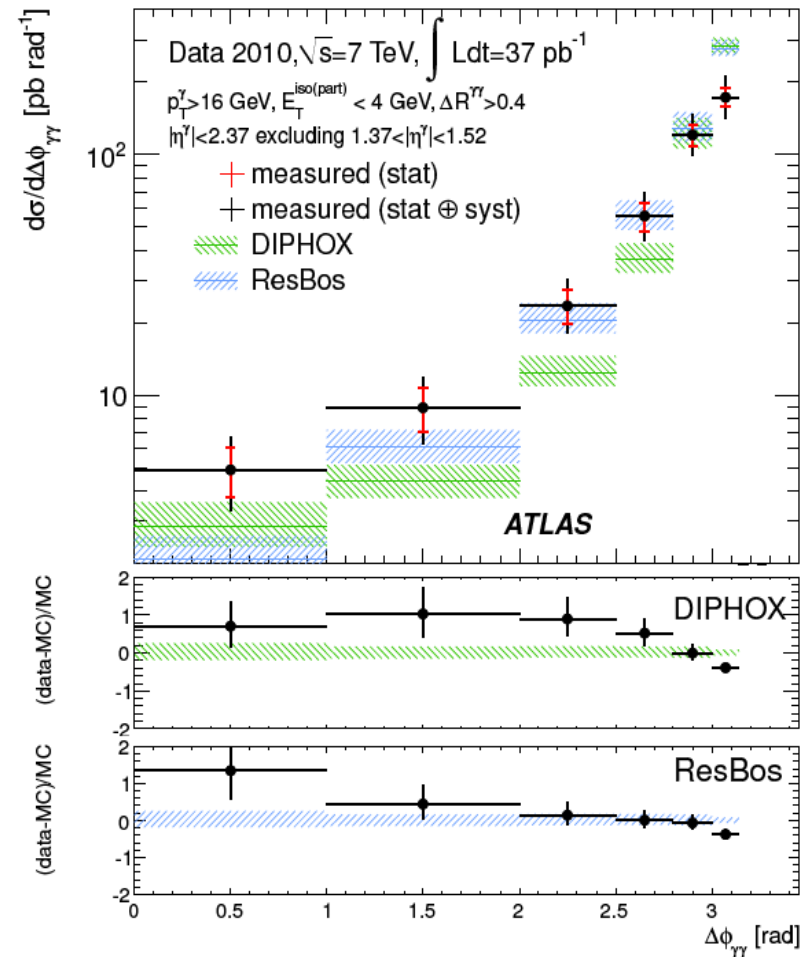 dσ/dΔϕγγ [pb rad⁻¹]
Data 2010,√s=7 TeV, ∫ Ldt=37 pb⁻¹
p_T^γ>16 GeV, E_T^iso(part) < 4 GeV, ΔR^γγ>0.4
|η^γ|<2.37 excluding 1.37<|η^γ|<1.52
measured (stat)
measured (stat ⊕ syst)
DIPHOX
ResBos
10²
10
ATLAS
(data-MC)/MC
2
1
0
-1
-2
DIPHOX
(data-MC)/MC
2
1
0
-1
-2
ResBos
0 0.5 1 1.5 2 2.5 3
Δϕγγ [rad]